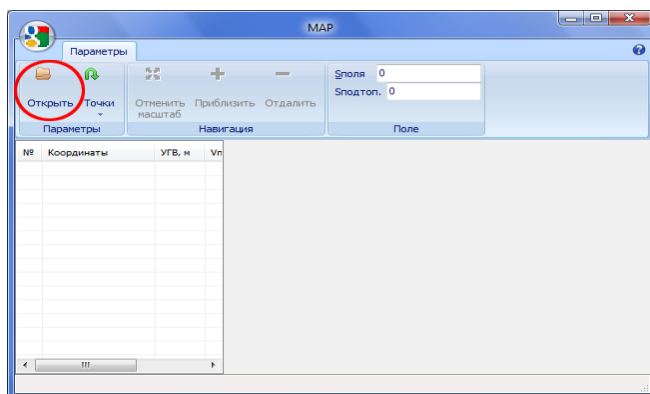 MAP
Параметры
Sполя 0
Sподтоп. 0
Открыть Точки Отменить масштаб Приблизить Отдалить
Параметры Навигация Поле
№ Координаты УГВ, м Vп